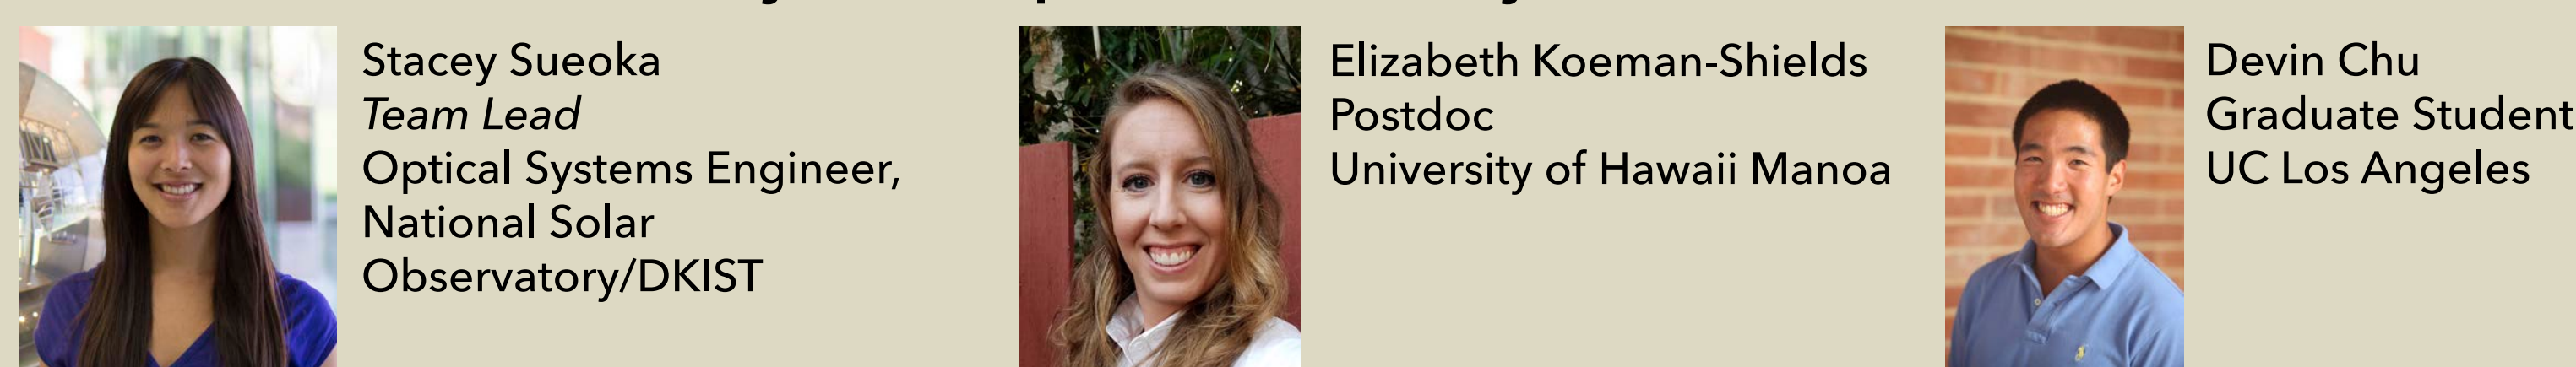 Stacey Sueoka
Team Lead
Optical Systems Engineer,
National Solar
Observatory/DKIST
Elizabeth Koeman-Shields
Postdoc
University of Hawaii Manoa
Devin Chu
Graduate Student
UC Los Angeles